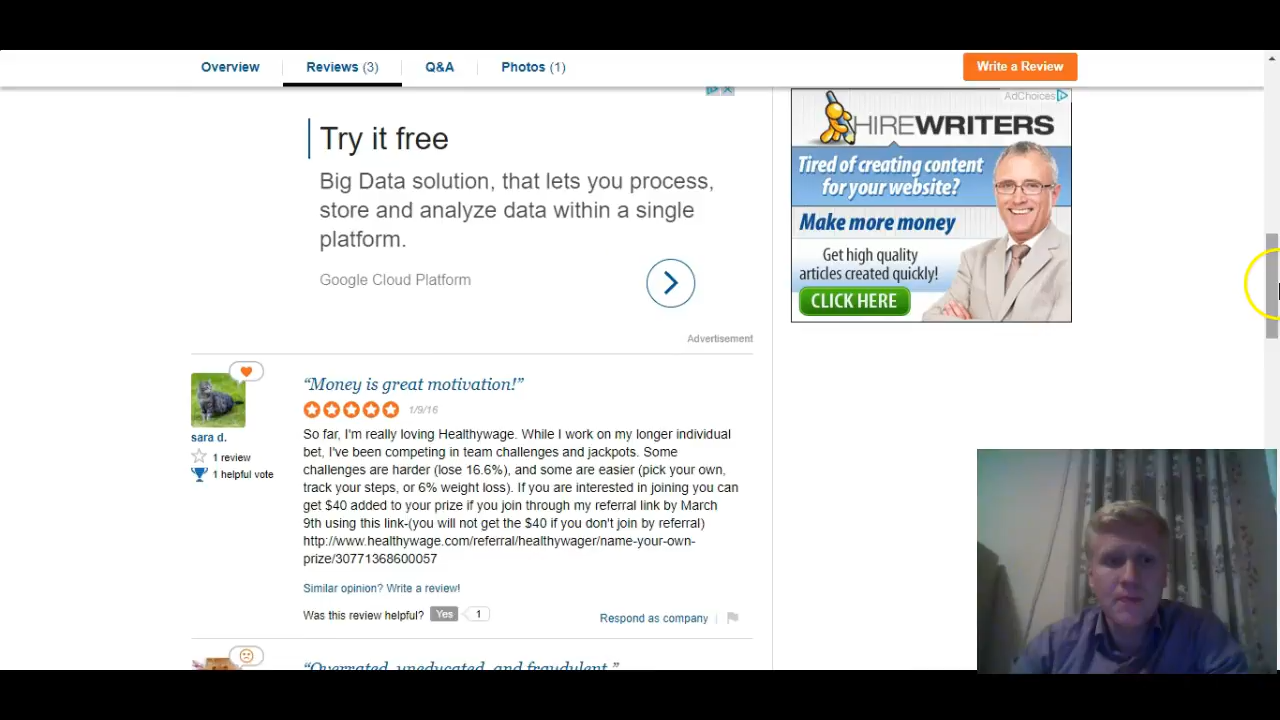 Overview
Reviews (3)
Q&A
Photos (1)
Write a Review
Try it free
Big Data solution, that lets you process,
store and analyze data within a single
platform.
Google Cloud Platform
Advertisement
AdChoices
HIREWRITERS
Tired of creating content
for your website?
Make more money
Get high quality
articles created quickly!
CLICK HERE
sara d.
1 review
1 helpful vote
“Money is great motivation!”
1/9/16
So far, I'm really loving Healthywage. While I work on my longer individual
bet, I've been competing in team challenges and jackpots. Some
challenges are harder (lose 16.6%), and some are easier (pick your own,
track your steps, or 6% weight loss). If you are interested in joining you can
get $40 added to your prize if you join through my referral link by March
9th using this link-(you will not get the $40 if you don't join by referral)
http://www.healthywage.com/referral/healthywager/name-your-own-
prize/30771368600057
Similar opinion? Write a review!
Was this review helpful? Yes 1
Respond as company
“Overrated, uneducated, and fraudulent.”